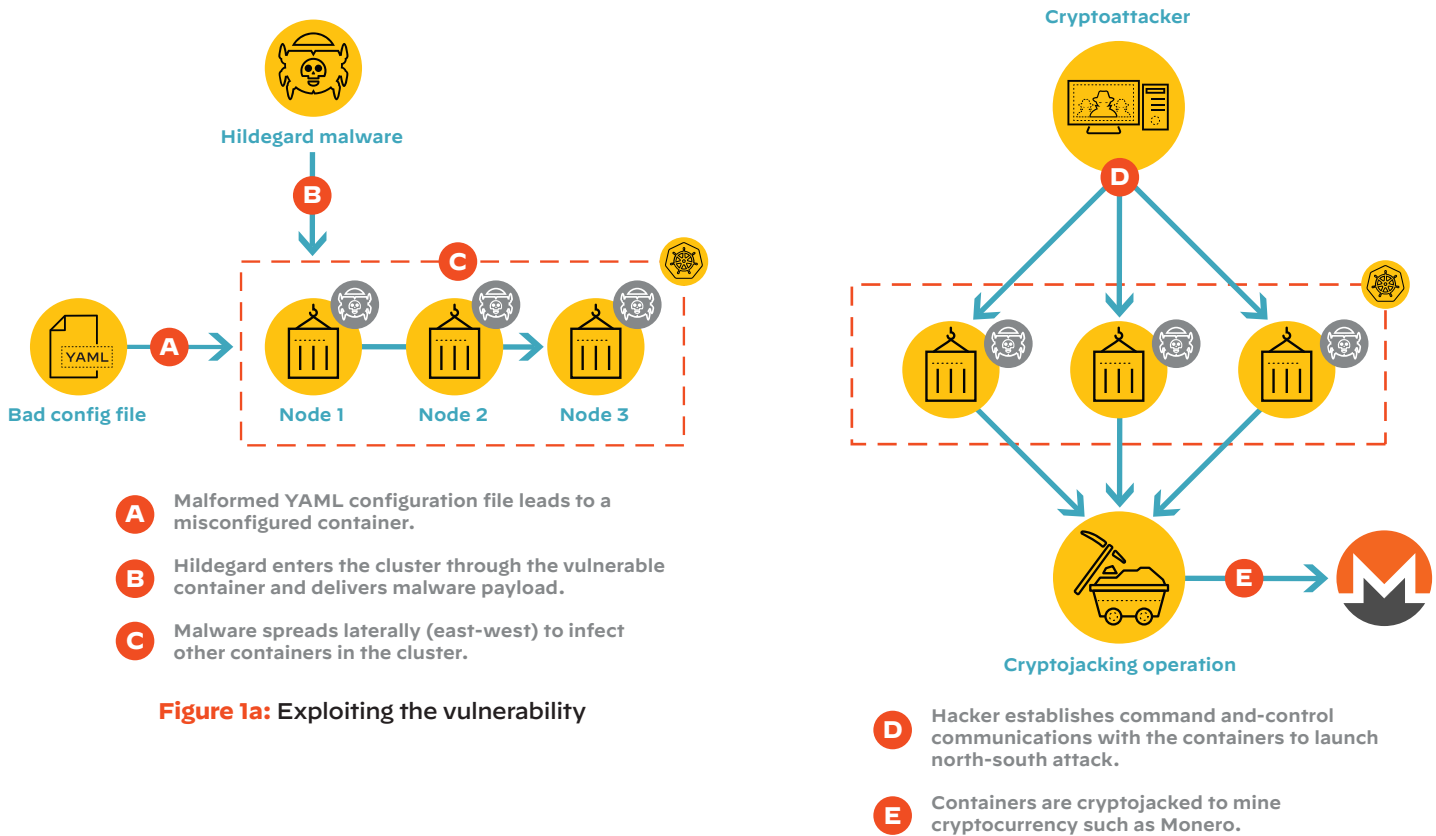 Hildegard malware
B
C
YAML
A
Bad config file
Node 1
Node 2
Node 3
A
Malformed YAML configuration file leads to a
misconfigured container.
B
Hildegard enters the cluster through the vulnerable
container and delivers malware payload.
C
Malware spreads laterally (east-west) to infect
other containers in the cluster.
Figure 1a: Exploiting the vulnerability
Cryptoattacker
D
E
Cryptojacking operation
D
Hacker establishes command and-control
communications with the containers to launch
north-south attack.
E
Containers are cryptojacked to mine
cryptocurrency such as Monero.